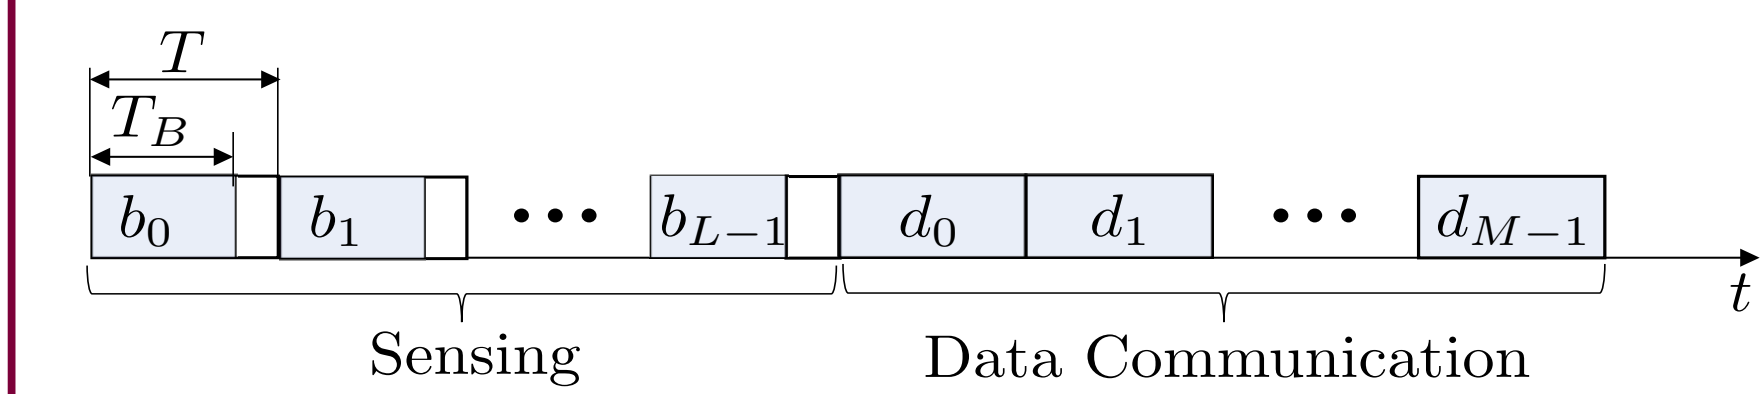 T
T_B
b_0 b_1 ••• b_{L-1} d_0 d_1 ••• d_{M-1}
t
Sensing Data Communication